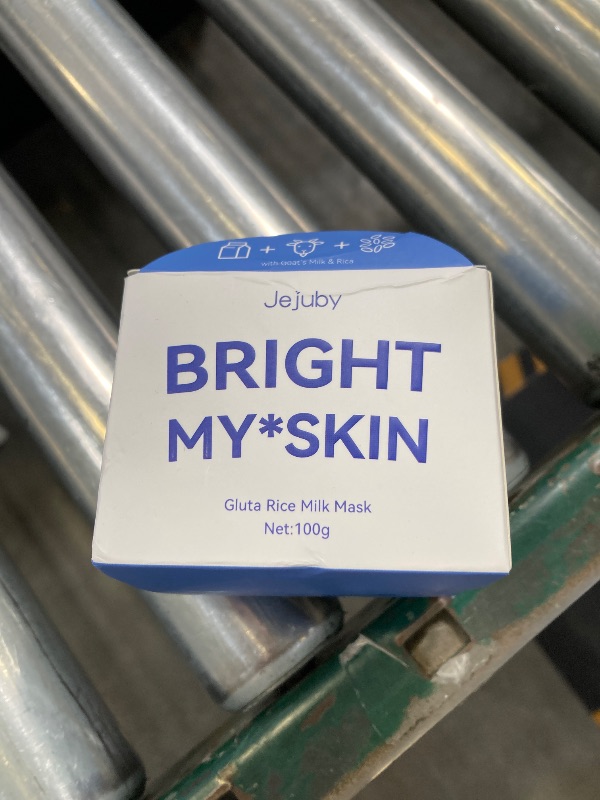 with Goat's Milk & Rice
Jejuby
BRIGHT
MY*SKIN
Gluta Rice Milk Mask
Net:100g